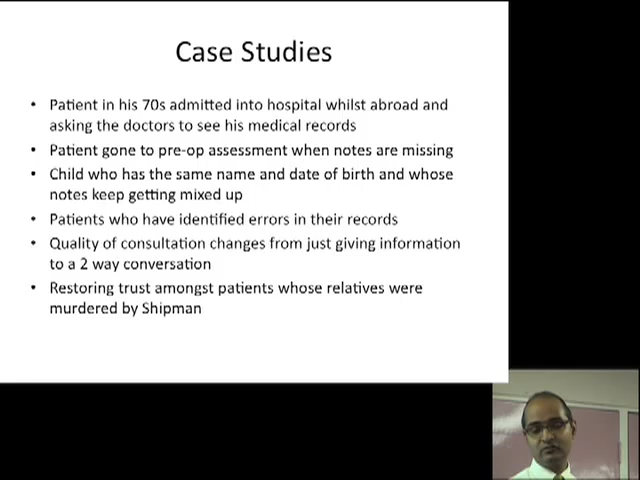 Case Studies
• Patient in his 70s admitted into hospital whilst abroad and
asking the doctors to see his medical records
• Patient gone to pre-op assessment when notes are missing
• Child who has the same name and date of birth and whose
notes keep getting mixed up
• Patients who have identified errors in their records
• Quality of consultation changes from just giving information
to a 2 way conversation
• Restoring trust amongst patients whose relatives were
murdered by Shipman